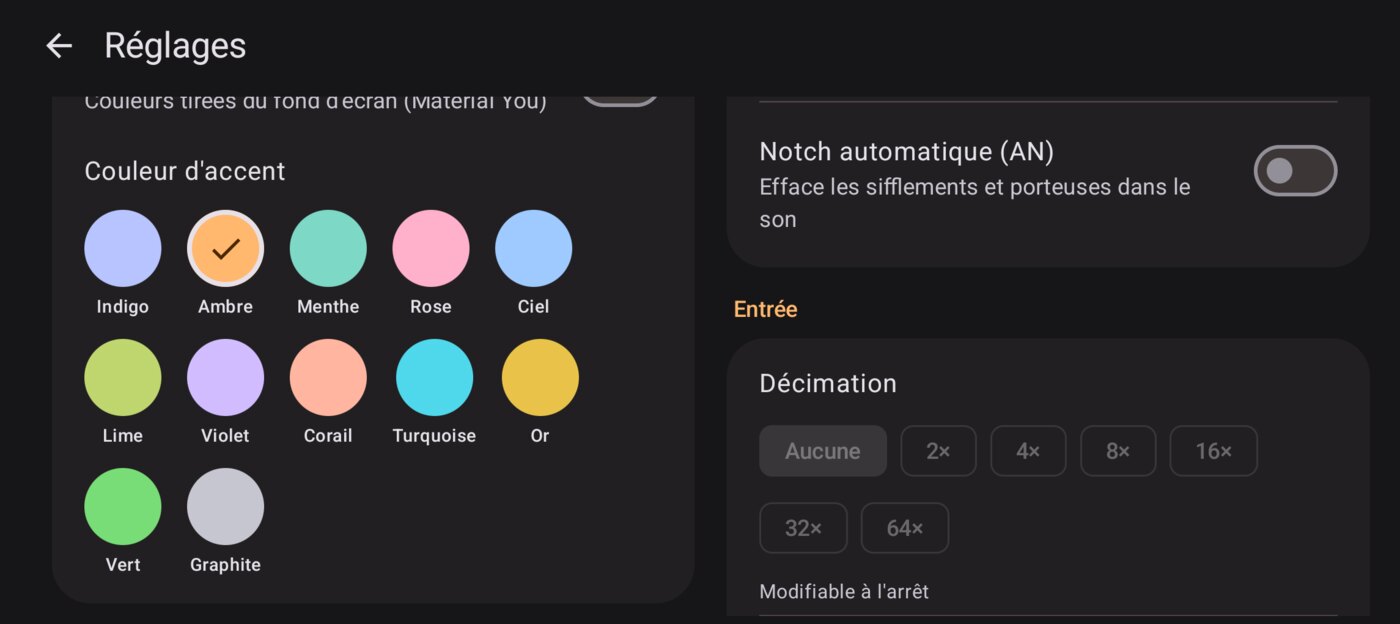 Réglages
Couleurs tirées du fond d'écran (Material You)
Couleur d'accent
Indigo
Ambre
Menthe
Rose
Ciel
Lime
Violet
Corail
Turquoise
Or
Vert
Graphite
Notch automatique (AN)
Efface les sifflements et porteuses dans le
son
Entrée
Décimation
Aucune
2×
4×
8×
16×
32×
64×
Modifiable à l'arrêt